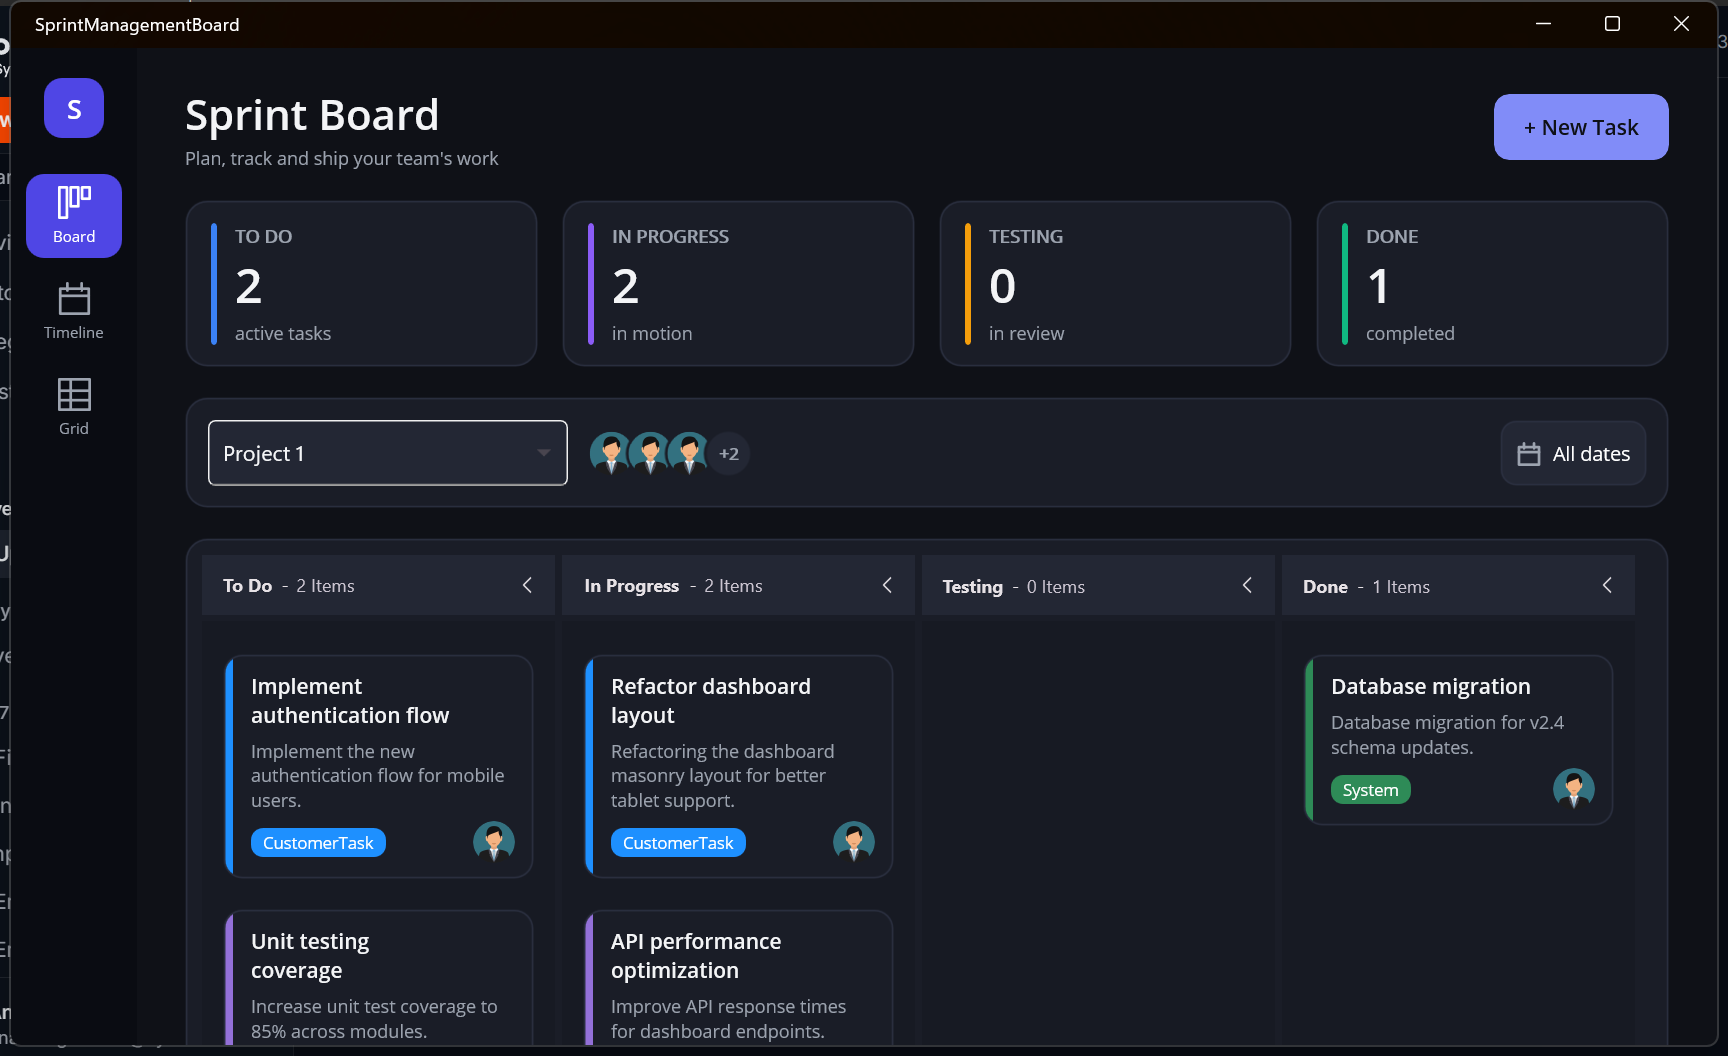 SprintManagementBoard
S
Board
Timeline
Grid
Sprint Board
Plan, track and ship your team's work
+ New Task
TO DO
2
active tasks
IN PROGRESS
2
in motion
TESTING
0
in review
DONE
1
completed
Project 1
+2
All dates
To Do - 2 Items
In Progress - 2 Items
Testing - 0 Items
Done - 1 Items
Implement
authentication flow
Implement the new
authentication flow for mobile
users.
CustomerTask
Unit testing
coverage
Increase unit test coverage to
85% across modules.
Refactor dashboard
layout
Refactoring the dashboard
masonry layout for better
tablet support.
CustomerTask
API performance
optimization
Improve API response times
for dashboard endpoints.
Database migration
Database migration for v2.4
schema updates.
System